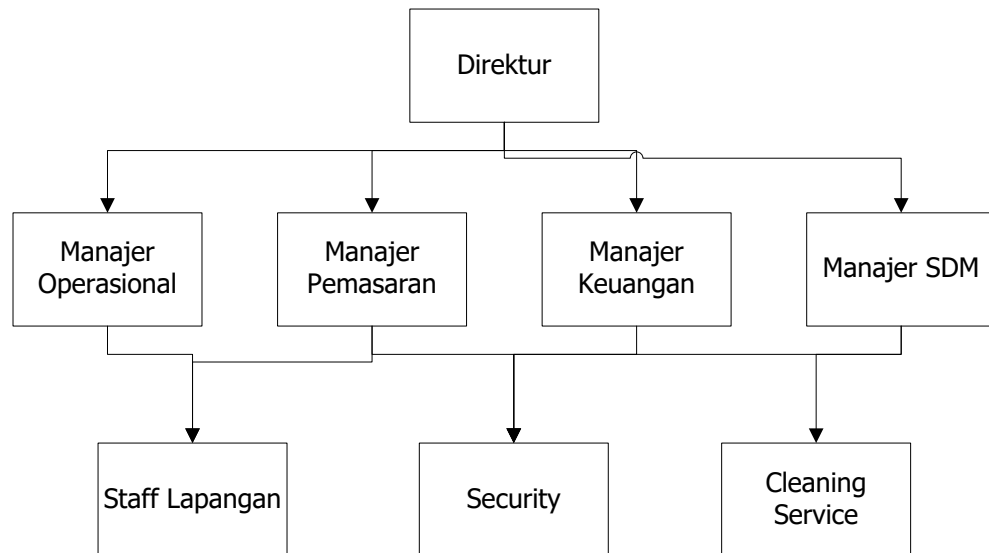 Direktur
Manajer
Operasional
Manajer
Pemasaran
Manajer
Keuangan
Manajer SDM
Staff Lapangan
Security
Cleaning
Service